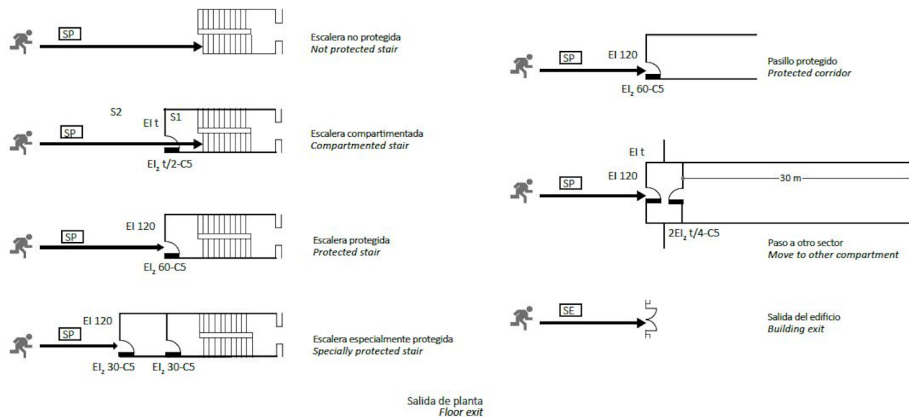 SP
Escalera no protegida
Not protected stair
S2
EI t
S1
SP
EI₂ t/2-C5
Escalera compartimentada
Compartmented stair
EI 120
SP
EI₂ 60-C5
Escalera protegida
Protected stair
EI 120
SP
EI₂ 30-C5
EI₂ 30-C5
Escalera especialmente protegida
Specially protected stair
SP
EI 120
EI₂ 60-C5
Pasillo protegido
Protected corridor
EI t
EI 120
SP
30 m
2EI₂ t/4-C5
Paso a otro sector
Move to other compartment
SE
Salida del edificio
Building exit
Salida de planta
Floor exit